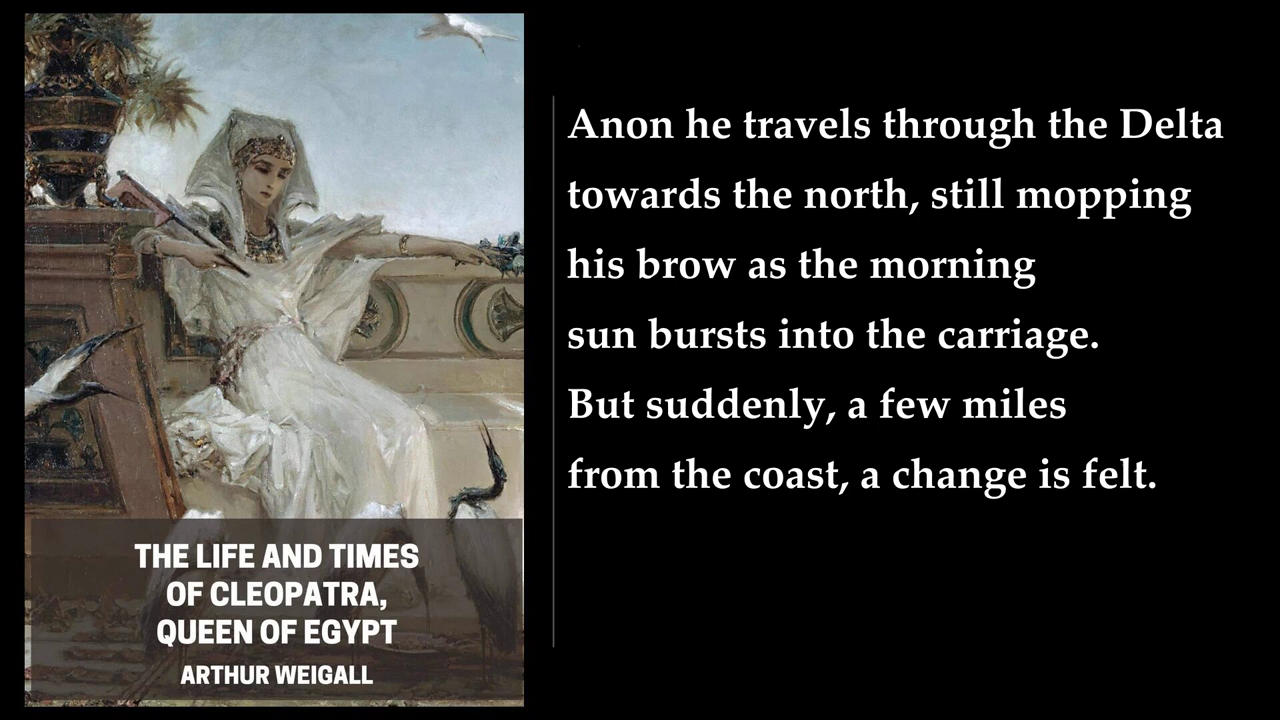 THE LIFE AND TIMES
OF CLEOPATRA,
QUEEN OF EGYPT
ARTHUR WEIGALL
Anon he travels through the Delta
towards the north, still mopping
his brow as the morning
sun bursts into the carriage.
But suddenly, a few miles
from the coast, a change is felt.